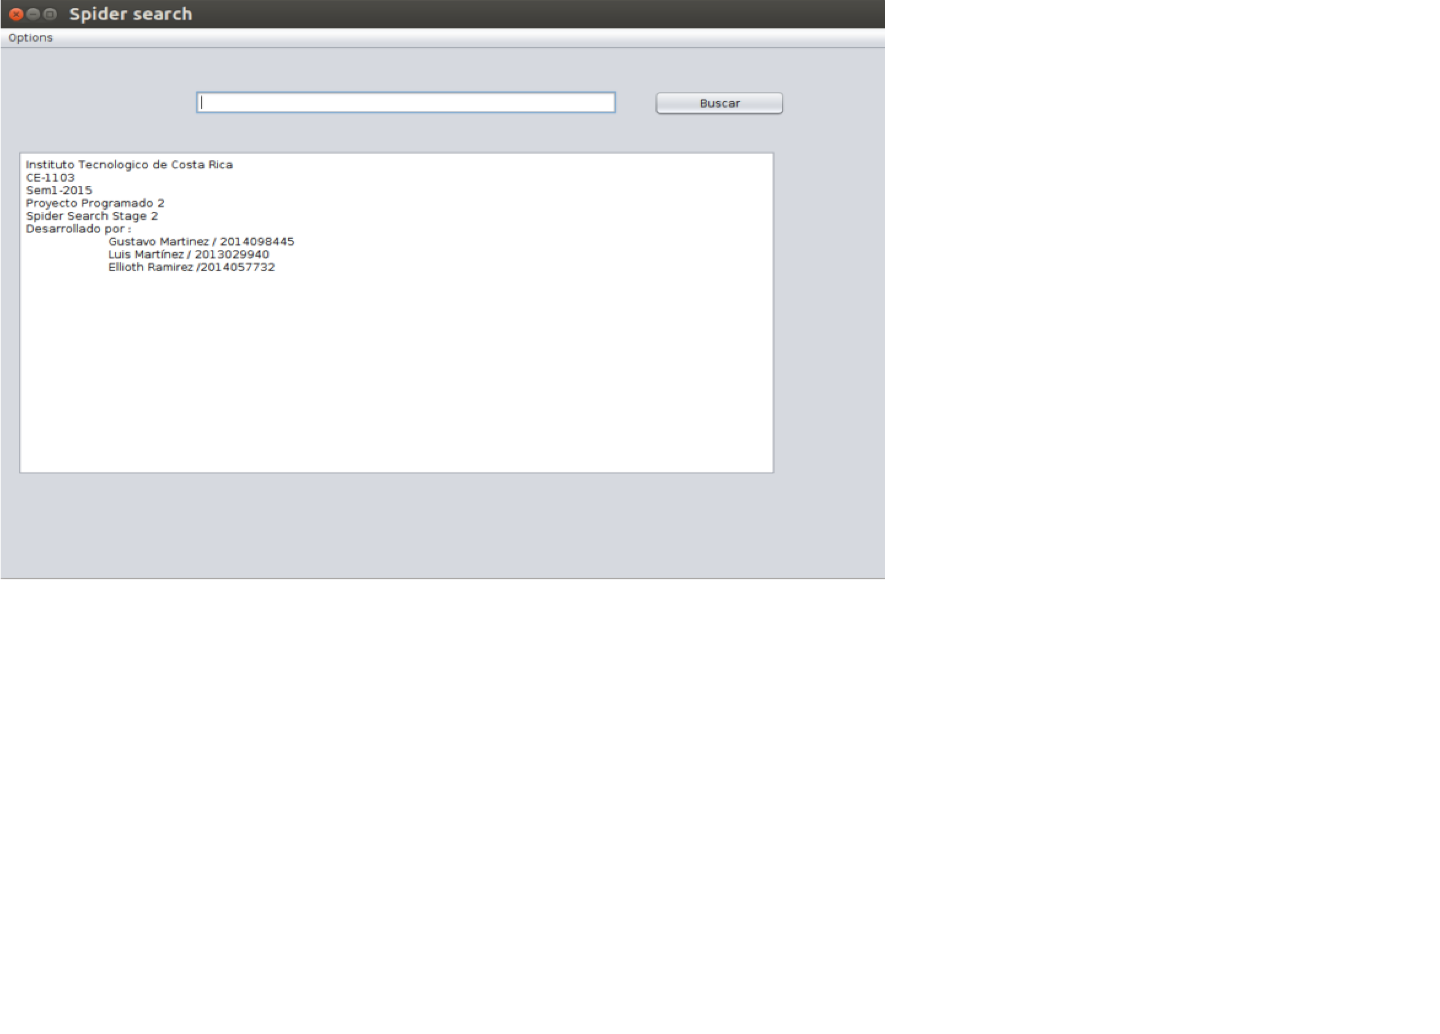 Spider search
Options
Buscar
Instituto Tecnologico de Costa Rica
CE-1103
Sem1-2015
Proyecto Programado 2
Spider Search Stage 2
Desarrollado por :
Gustavo Martinez / 2014098445
Luis Martínez / 2013029940
Ellioth Ramirez /2014057732